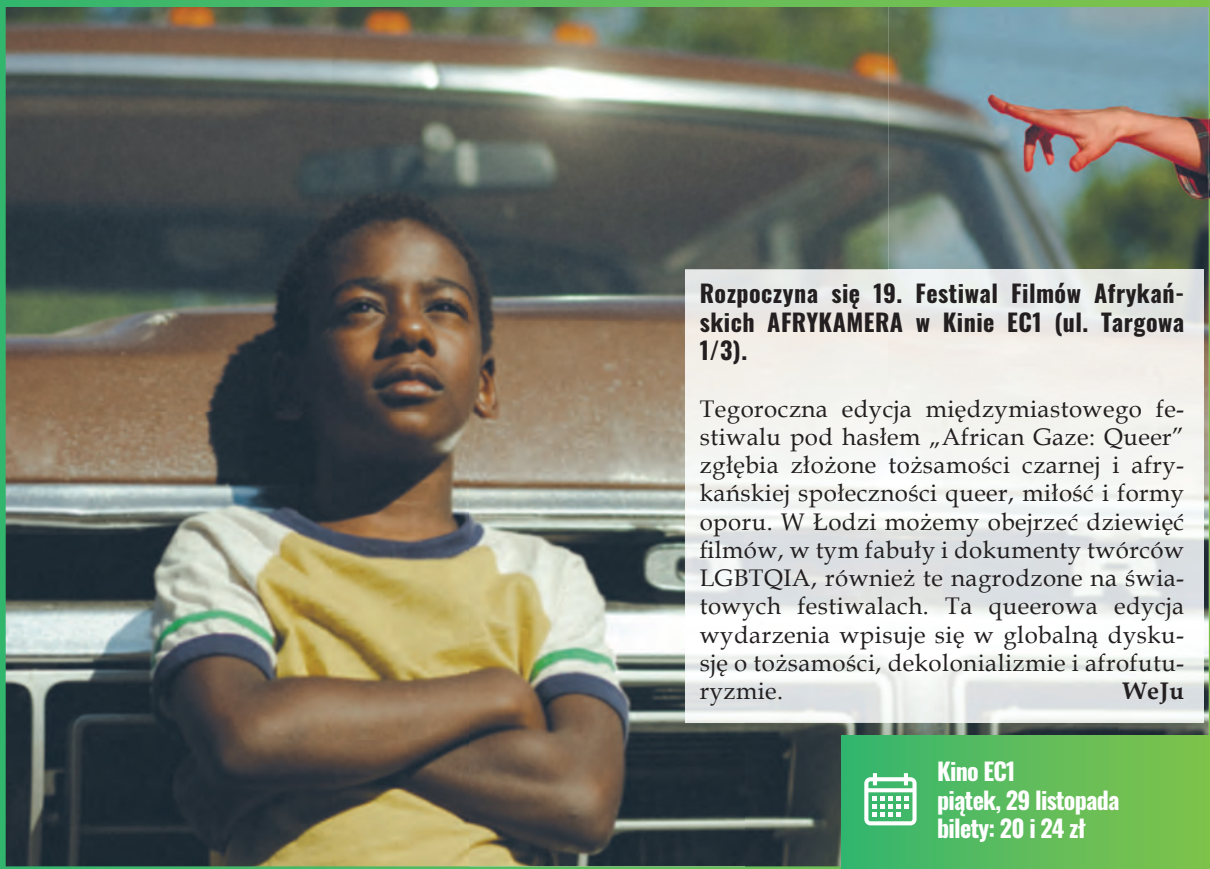 Rozpoczyna się 19. Festiwal Filmów Afrykań-
skich AFRYKAMERA w Kinie EC1 (ul. Targowa
1/3).
Tegoroczna edycja międzymiastowego fe-
stiwalu pod hasłem „African Gaze: Queer”
zgłębia złożone tożsamości czarnej i afry-
kańskiej społeczności queer, miłość i formy
oporu. W Łodzi możemy obejrzeć dziewięć
filmów, w tym fabuły i dokumenty twórców
LGBTQIA, również te nagrodzone na świa-
towych festiwalach. Ta queerowa edycja
wydarzenia wpisuje się w globalną dysku-
sję o tożsamości, dekolonializmie i afrofutu-
ryzmie. WeJu
Kino EC1
piątek, 29 listopada
bilety: 20 i 24 zł